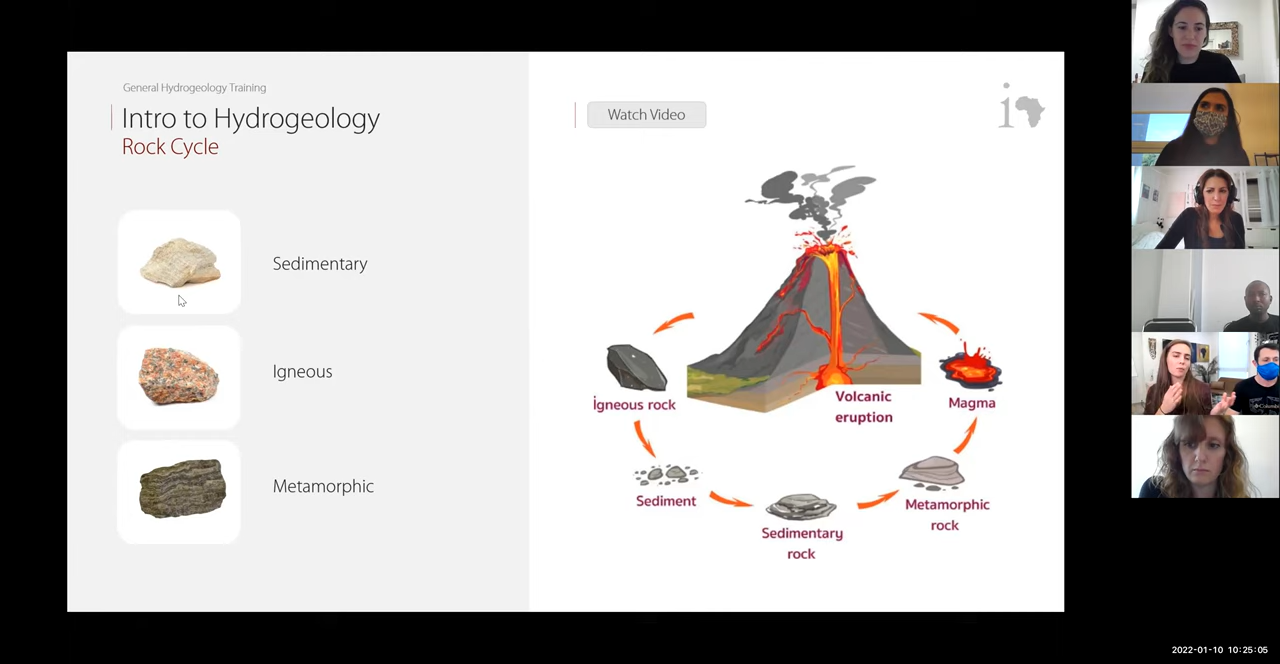 General Hydrogeology Training
Intro to Hydrogeology
Rock Cycle
Sedimentary
Igneous
Metamorphic
Watch Video
i
Igneous rock
Volcanic
eruption
Magma
Sediment
Sedimentary
rock
Metamorphic
rock
2022-01-10 10:25:05